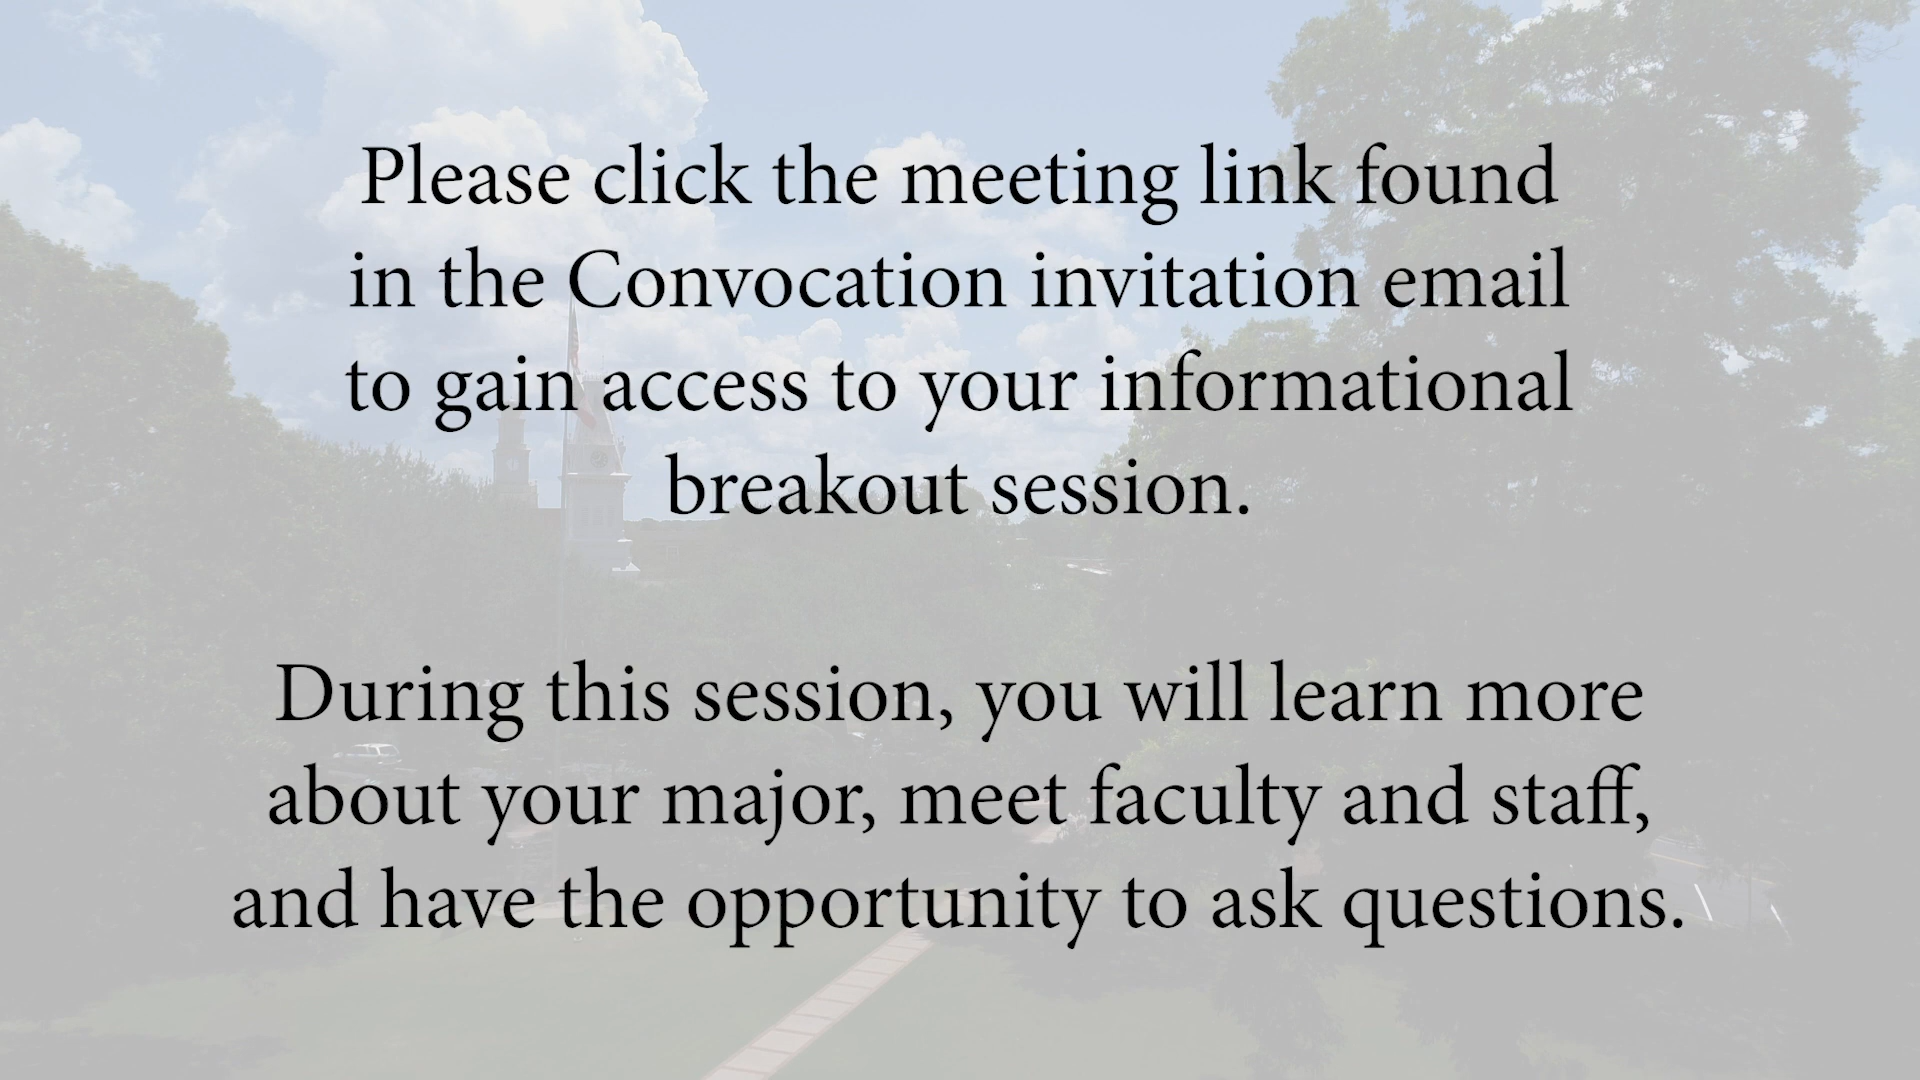 Please click the meeting link found
in the Convocation invitation email
to gain access to your informational
breakout session.
During this session, you will learn more
about your major, meet faculty and staff,
and have the opportunity to ask questions.